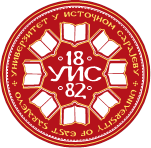 УНИВЕРЗИТЕТ У ИСТОЧНОМ САРАЈЕВУ
18
УИС
82
UNIVERSITY OF EAST SARAJEVO